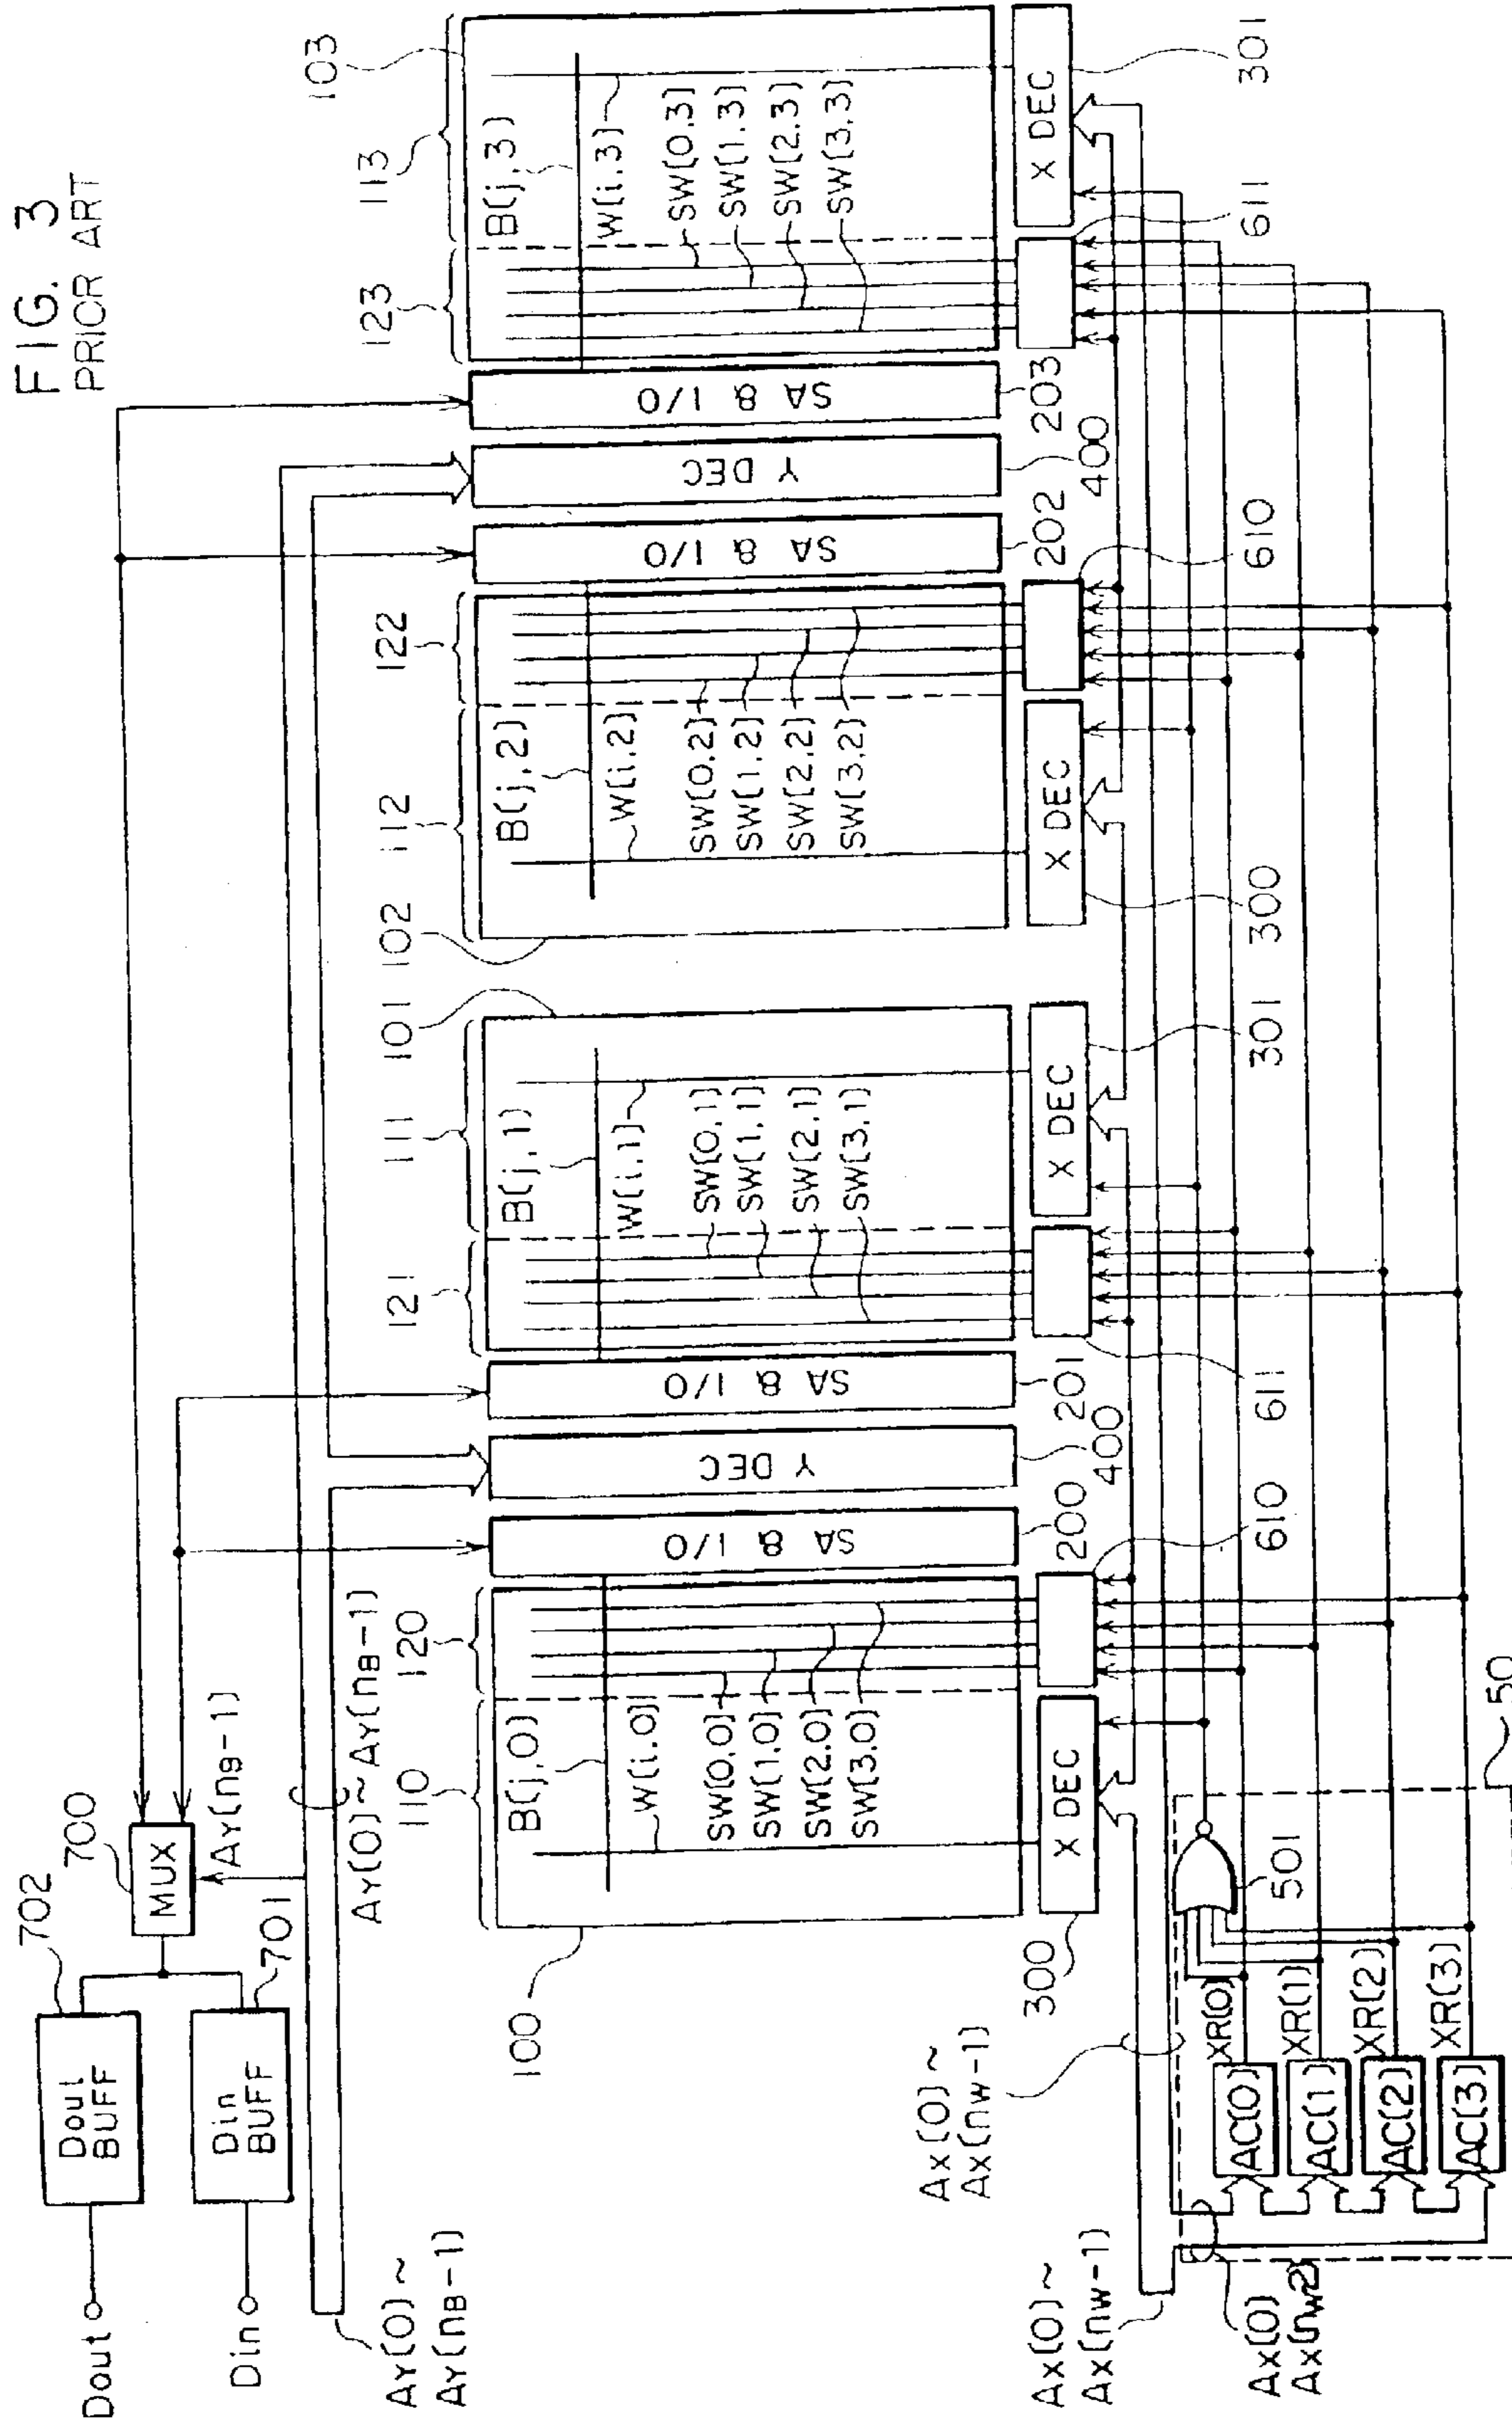 FIG. 3
PRIOR ART
Dout
Dout
BUFF
702
700
MUX
Din
Din
BUFF
701
AY(nB-1)
AY(0)~
AY(nB-1)
AY(0)~AY(nB-1)
110
120
121
111
101
102
112
122
123
113
103
B(j,0)
W(i,0)
SW(0,0)
SW(1,0)
SW(2,0)
SW(3,0)
SA & I/O
Y DEC
SA & I/O
B(j,1)
W(i,1)
SW(0,1)
SW(1,1)
SW(2,1)
SW(3,1)
B(j,2)
W(i,2)
SW(0,2)
SW(1,2)
SW(2,2)
SW(3,2)
SA & I/O
Y DEC
SA & I/O
B(j,3)
W(i,3)
SW(0,3)
SW(1,3)
SW(2,3)
SW(3,3)
100
X DEC
300
200
400
201
610
611
X DEC
301
X DEC
300
202
400
203
610
611
X DEC
301
AX(0)~
AX(nW-1)
AX(0)~
AX(nW-1)
AX(0)
AX(nW2)
AC(0)
XR(0)
AC(1)
XR(1)
AC(2)
XR(2)
AC(3)
XR(3)
501
50